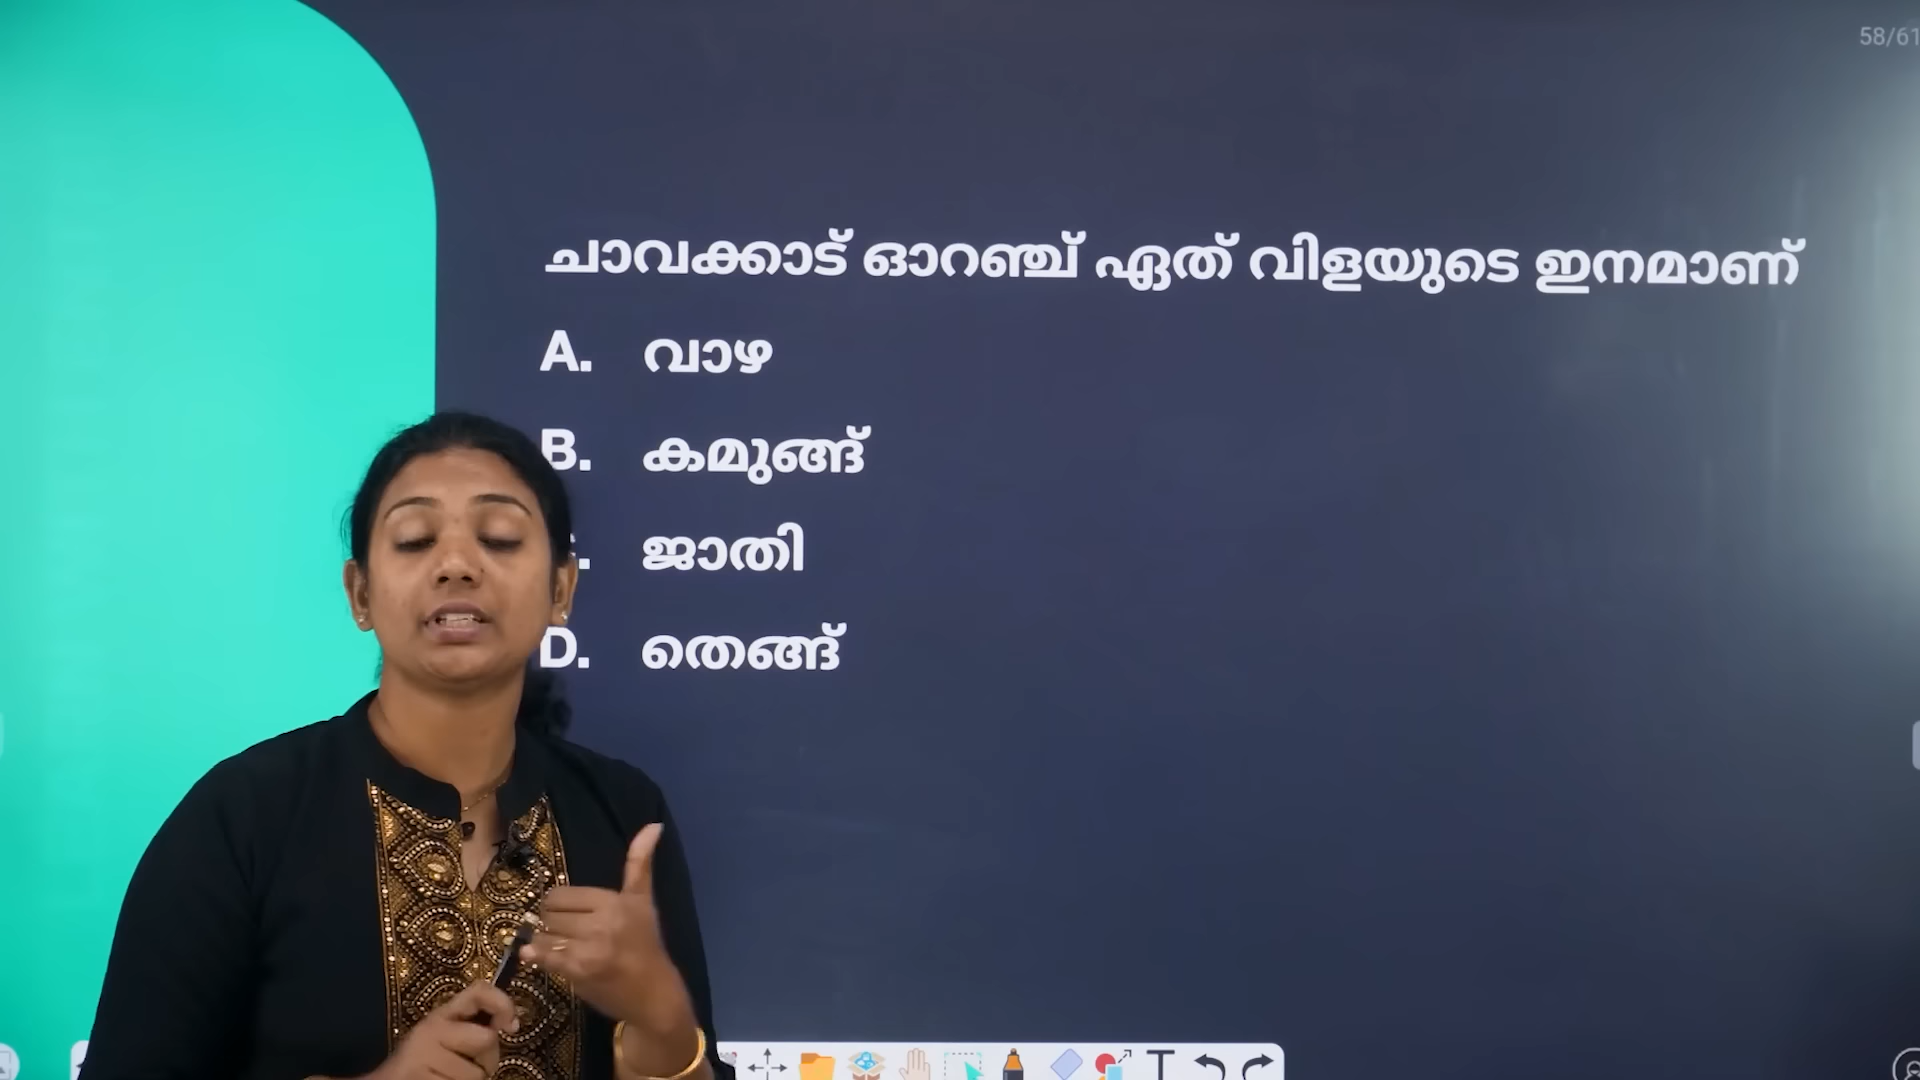 58/61
ചാവക്കാട് ഓറഞ്ച് ഏത് വിളയുടെ ഇനമാണ്
A. വാഴ
B. കമുങ്ങ്
. ജാതി
D. തെങ്ങ്